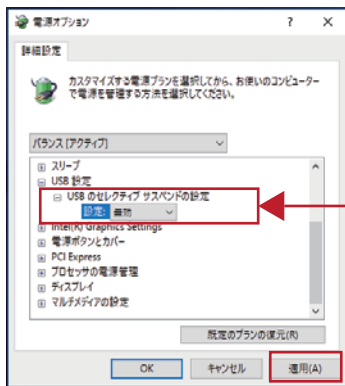 電源オプション
詳細設定
カスタマイズする電源プランを選択してから、お使いのコンピューター
で電源を管理する方法を選択してください。
バランス [アクティブ]
スリープ
USB 設定
USB のセレクティブ サスペンドの設定
設定: 無効
Intel(R) Graphics Settings
電源ボタンとカバー
PCI Express
プロセッサの電源管理
ディスプレイ
マルチメディアの設定
既定のプランの復元(R)
OK
キャンセル
適用(A)